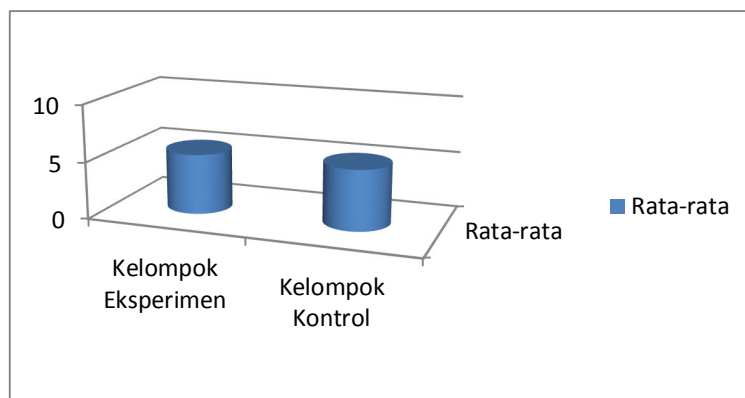 10
5
0
Kelompok
Eksperimen
Kelompok
Kontrol
Rata-rata
Rata-rata